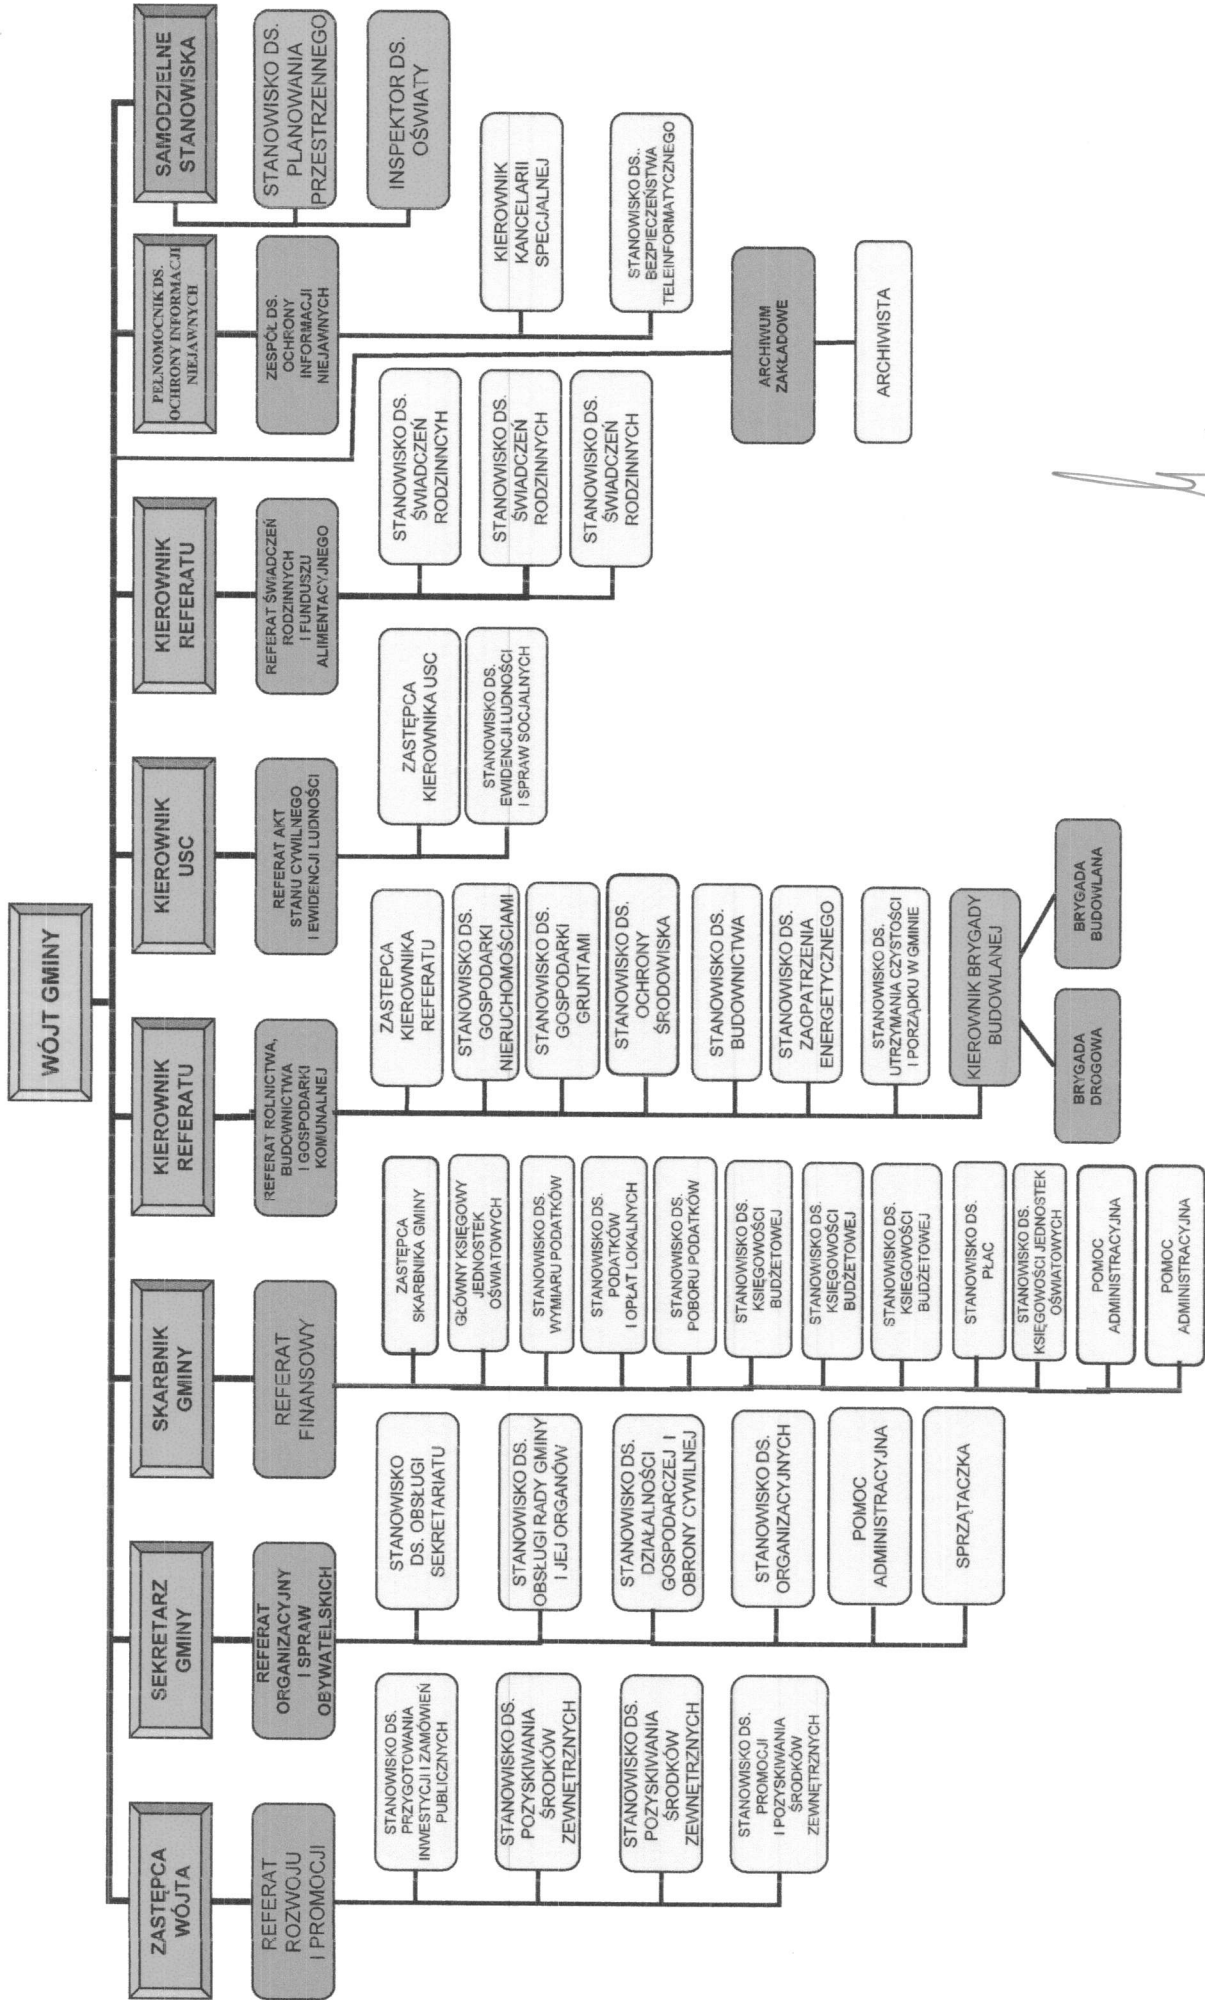 WÓJT GMINY
ZASTĘPCA
WÓJTA
REFERAT
ROZWOJU
I PROMOCJI
STANOWISKO DS.
PRZYGOTOWANIA
INWESTYCJI I ZAMÓWIEŃ
PUBLICZNYCH
STANOWISKO DS.
POZYSKIWANIA
ŚRODKÓW
ZEWNĘTRZNYCH
STANOWISKO DS.
POZYSKIWANIA
ŚRODKÓW
ZEWNĘTRZNYCH
STANOWISKO DS.
PROMOCJI
I POZYSKIWANIA
ŚRODKÓW
ZEWNĘTRZNYCH
SEKRETARZ
GMINY
REFERAT
ORGANIZACYJNY
I SPRAW
OBYWATELSKICH
STANOWISKO
DS. OBSŁUGI
SEKRETARIATU
STANOWISKO DS.
OBSŁUGI RADY GMINY
I JEJ ORGANÓW
STANOWISKO DS.
DZIAŁALNOŚCI
GOSPODARCZEJ I
OBRONY CYWILNEJ
STANOWISKO DS.
ORGANIZACYJNYCH
POMOC
ADMINISTRACYJNA
SPRZĄTACZKA
SKARBNIK
GMINY
REFERAT
FINANSOWY
ZASTĘPCA
SKARBNIKA GMINY
GŁÓWNY KSIĘGOWY
JEDNOSTEK
OŚWIATOWYCH
STANOWISKO DS.
WYMIARU PODATKÓW
STANOWISKO DS.
PODATKÓW
I OPŁAT LOKALNYCH
STANOWISKO DS.
POBORU PODATKÓW
STANOWISKO DS.
KSIĘGOWOŚCI
BUDŻETOWEJ
STANOWISKO DS.
KSIĘGOWOŚCI
BUDŻETOWEJ
STANOWISKO DS.
KSIĘGOWOŚCI
BUDŻETOWEJ
STANOWISKO DS.
PŁAC
STANOWISKO DS.
KSIĘGOWOŚCI JEDNOSTEK
OŚWIATOWYCH
POMOC
ADMINISTRACYJNA
POMOC
ADMINISTRACYJNA
KIEROWNIK
REFERATU
REFERAT ROLNICTWA,
BUDOWNICTWA
I GOSPODARKI
KOMUNALNEJ
ZASTĘPCA
KIEROWNIKA
REFERATU
STANOWISKO DS.
GOSPODARKI
NIERUCHOMOŚCIAMI
STANOWISKO DS.
GOSPODARKI
GRUNTAMI
STANOWISKO DS.
OCHRONY
ŚRODOWISKA
STANOWISKO DS.
BUDOWNICTWA
STANOWISKO DS.
ZAOPATRZENIA
ENERGETYCZNEGO
STANOWISKO DS.
UTRZYMANIA CZYSTOŚCI
I PORZĄDKU W GMINIE
KIEROWNIK BRYGADY
BUDOWLANEJ
BRYGADA
DROGOWA
BRYGADA
BUDOWLANA
KIEROWNIK
USC
REFERAT AKT
STANU CYWILNEGO
I EWIDENCJI LUDNOŚCI
ZASTĘPCA
KIEROWNIKA USC
STANOWISKO DS.
EWIDENCJI LUDNOŚCI
I SPRAW SOCJALNYCH
KIEROWNIK
REFERATU
REFERAT ŚWIADCZEŃ
RODZINNYCH
I FUNDUSZU
ALIMENTACYJNEGO
STANOWISKO DS.
ŚWIADCZEŃ
RODZINNCYH
STANOWISKO DS.
ŚWIADCZEŃ
RODZINNYCH
STANOWISKO DS.
ŚWIADCZEŃ
RODZINNYCH
PEŁNOMOCNIK DS.
OCHRONY INFORMACJI
NIEJAWNYCH
ZESPÓŁ DS.
OCHRONY
INFORMACJI
NIEJAWNYCH
KIEROWNIK
KANCELARII
SPECJALNEJ
STANOWISKO DS..
BEZPIECZEŃSTWA
TELEINFORMATYCZNEGO
ARCHIWUM
ZAKŁADOWE
ARCHIWISTA
SAMODZIELNE
STANOWISKA
STANOWISKO DS.
PLANOWANIA
PRZESTRZENNEGO
INSPEKTOR DS.
OŚWIATY